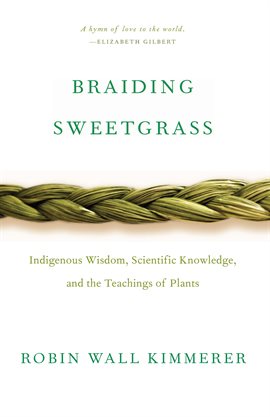 A hymn of love to the world.
—ELIZABETH GILBERT
BRAIDING
SWEETGRASS
Indigenous Wisdom, Scientific Knowledge,
and the Teachings of Plants
ROBIN WALL KIMMERER